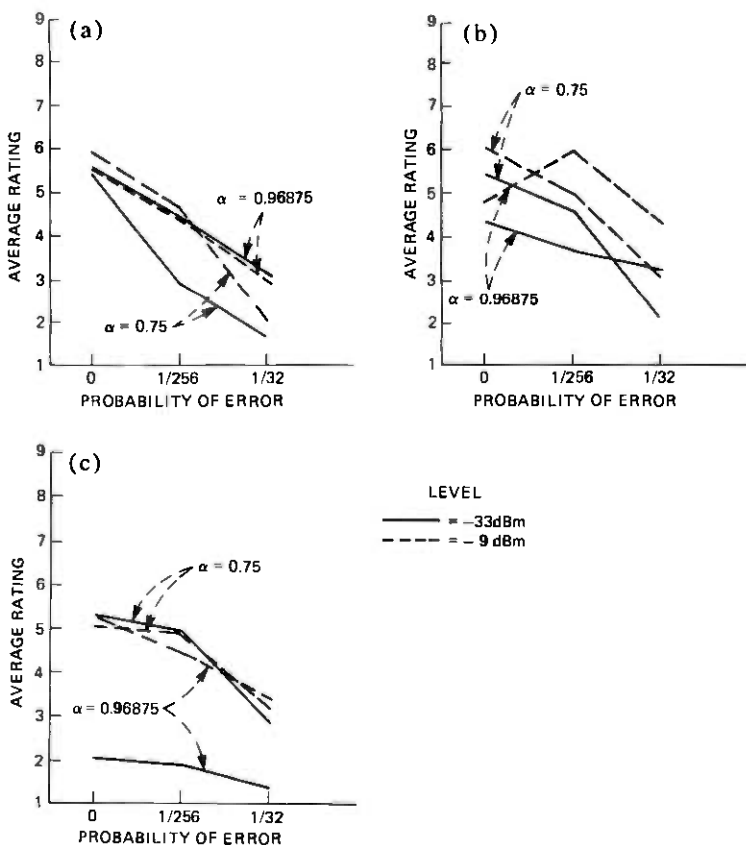 (a)
9
8
7
6
5
4
3
2
1
AVERAGE RATING
α = 0.96875
α = 0.75
0
1/256
1/32
PROBABILITY OF ERROR
(b)
9
8
7
6
5
4
3
2
1
AVERAGE RATING
α = 0.75
α = 0.96875
0
1/256
1/32
PROBABILITY OF ERROR
(c)
9
8
7
6
5
4
3
2
1
AVERAGE RATING
α = 0.75
α = 0.96875
0
1/256
1/32
PROBABILITY OF ERROR
LEVEL
= −33dBm
= − 9 dBm